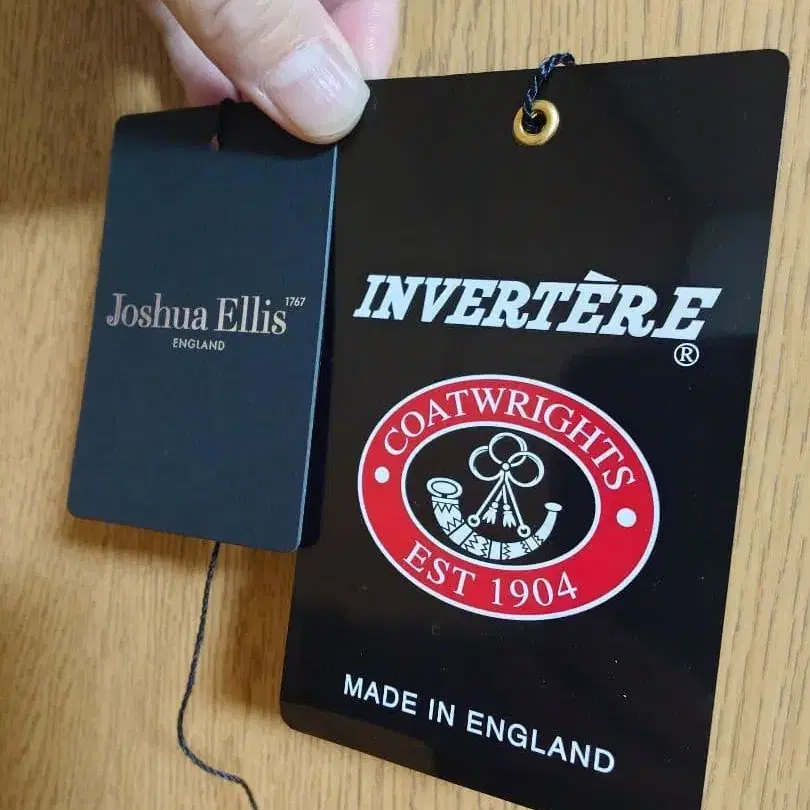 Joshua Ellis 1767
ENGLAND
INVERTÈRE
®
COATWRIGHTS
EST 1904
MADE IN ENGLAND